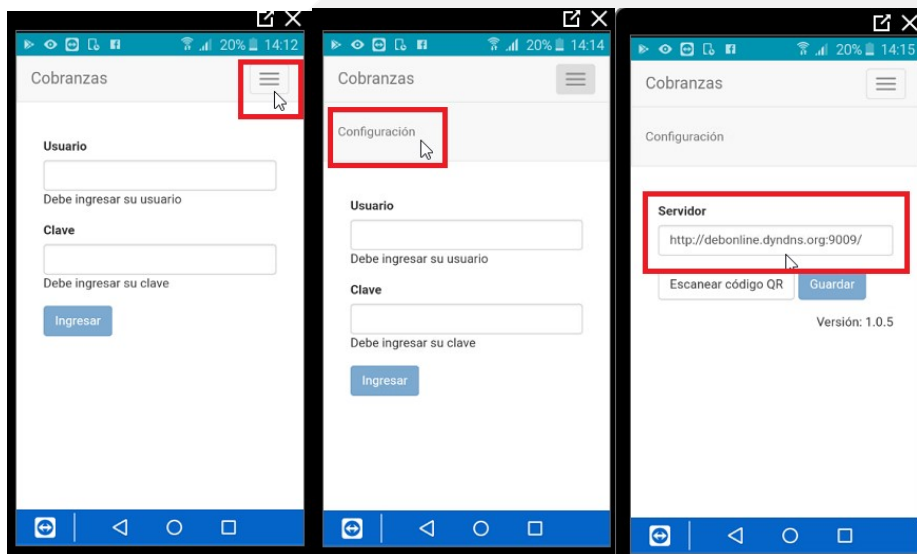 20% 14:12
Cobranzas
Usuario
Debe ingresar su usuario
Clave
Debe ingresar su clave
Ingresar
20% 14:14
Cobranzas
Configuración
Usuario
Debe ingresar su usuario
Clave
Debe ingresar su clave
Ingresar
20% 14:15
Cobranzas
Configuración
Servidor
http://debonline.dyndns.org:9009/
Escanear código QR Guardar
Versión: 1.0.5